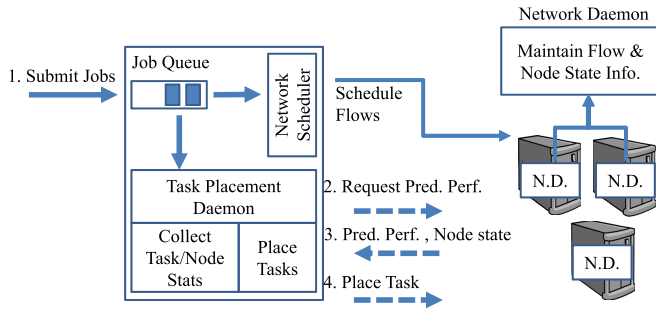 Network Daemon
Maintain Flow &
Node State Info.
1. Submit Jobs
Job Queue
Network
Scheduler
Schedule
Flows
N.D.
N.D.
Task Placement
Daemon
2. Request Pred. Perf.
Collect
Task/Node
Stats
Place
Tasks
3. Pred. Perf. , Node state
N.D.
4. Place Task